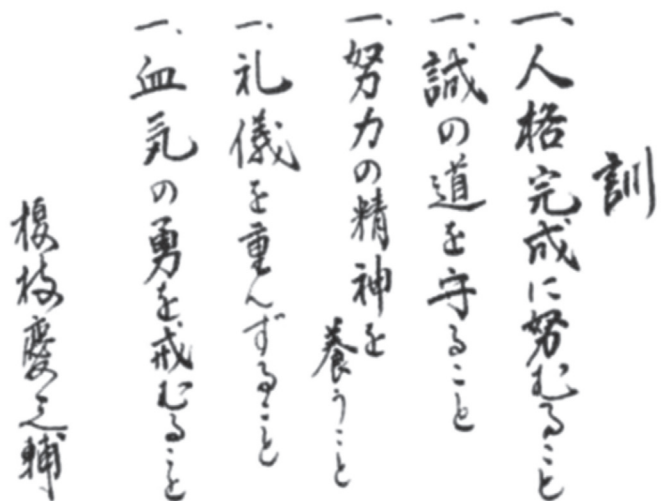 訓
一、人格完成に努むること
一、誠の道を守ること
一、努力の精神を養うこと
一、礼儀を重んずること
一、血気の勇を戒むること
榎枝慶之輔